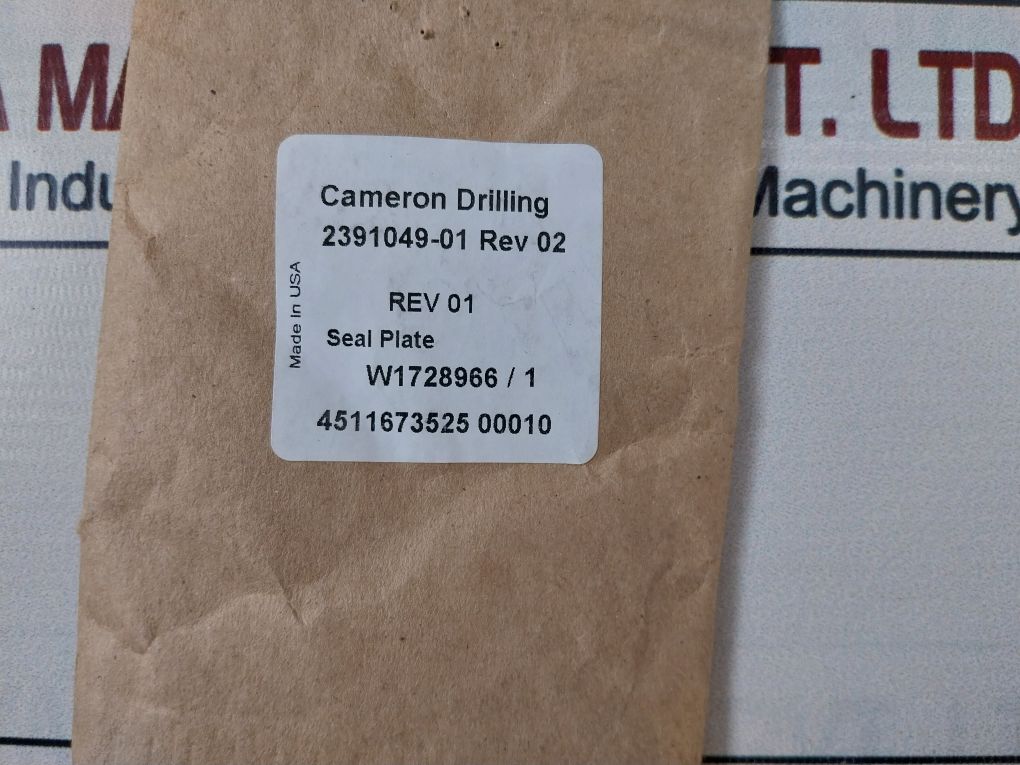 T. LTD
Machinery
Cameron Drilling
2391049-01 Rev 02
REV 01
Made In USA
Seal Plate
W1728966 / 1
4511673525 00010